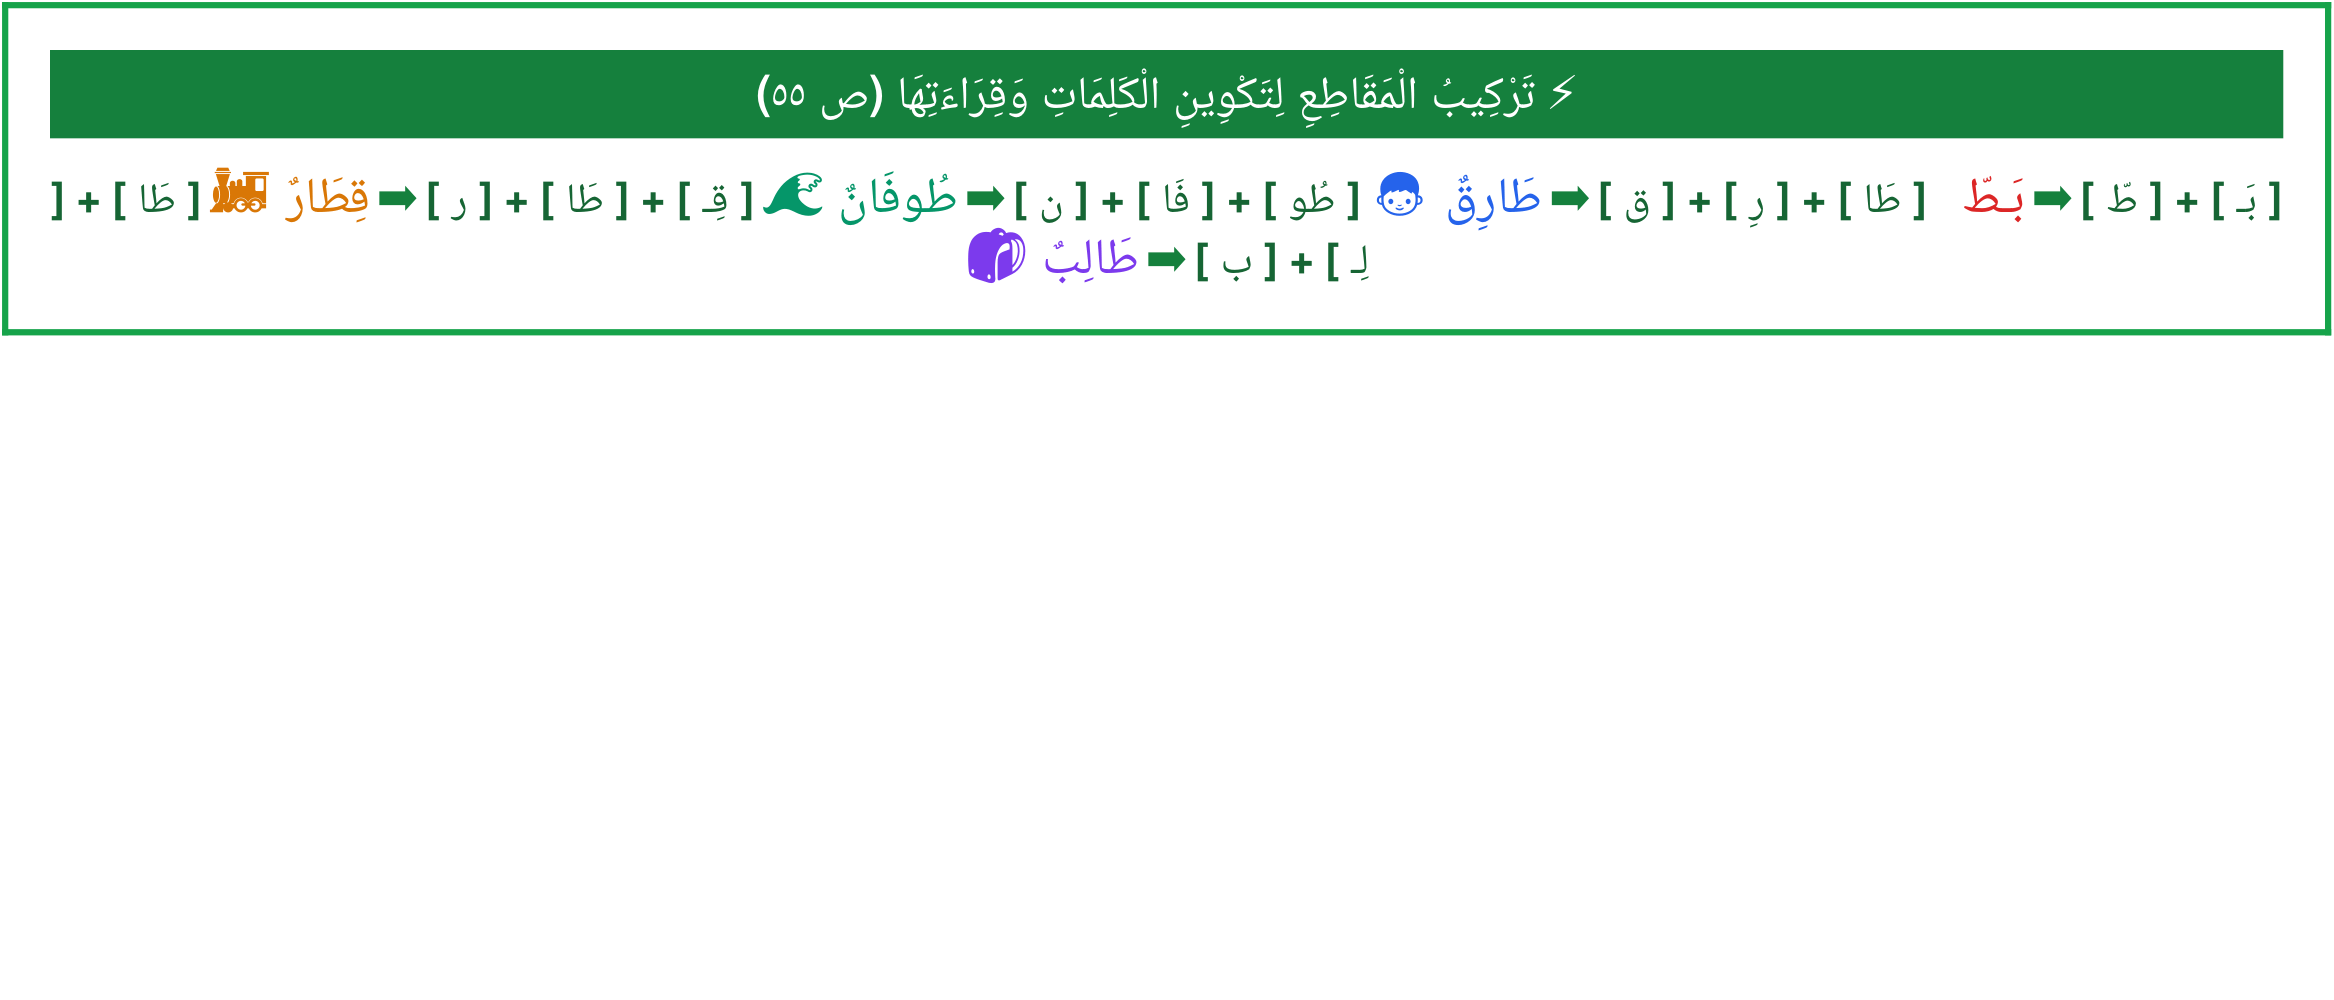 ⚡ تَرْكِيبُ الْمَقَاطِعِ لِتَكْوِينِ الْكَلِمَاتِ وَقِرَاءَتِهَا (ص ٥٥)
[ بَـ ] + [ طّ ] ➡ بَـطّ [ طَا ] + [ رِ ] + [ ق ] ➡ طَارِقٌ 👦 [ طُو ] + [ فَا ] + [ ن ] ➡ طُوفَانٌ 🌊 [ قِـ ] + [ طَا ] + [ ر ] ➡ قِطَارٌ 🚂 [ طَا ] + [
لِـ ] + [ ب ] ➡ طَالِبٌ 🎒